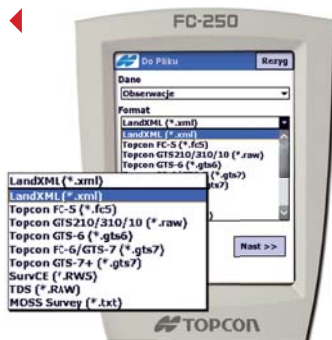 FC-250
Do Pliku
Rezyg
Dane
Obserwacje
Format
LandXML (*.xml)
LandXML (*.xml)
Topcon FC-5 (*.fc5)
Topcon GTS210/310/10 (*.raw)
Topcon GTS-6 (*.gts6)
Nast >>
LandXML (*.xml)
LandXML (*.xml)
Topcon FC-5 (*.fc5)
Topcon GTS210/310/10 (*.raw)
Topcon GTS-6 (*.gts6)
Topcon FC-6/GTS-7 (*.gts7)
Topcon GTS-7+ (*.gts7)
SurvCE (*.RW5)
TDS (*.RAW)
MOSS Survey (*.txt)
TOPCON